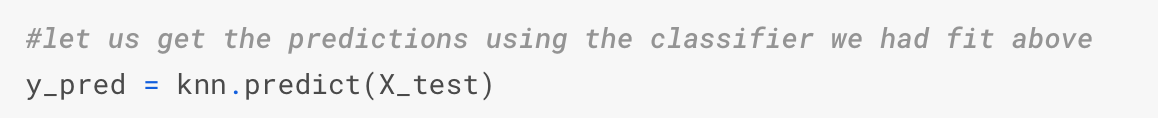 #let us get the predictions using the classifier we had fit above
y_pred = knn.predict(X_test)